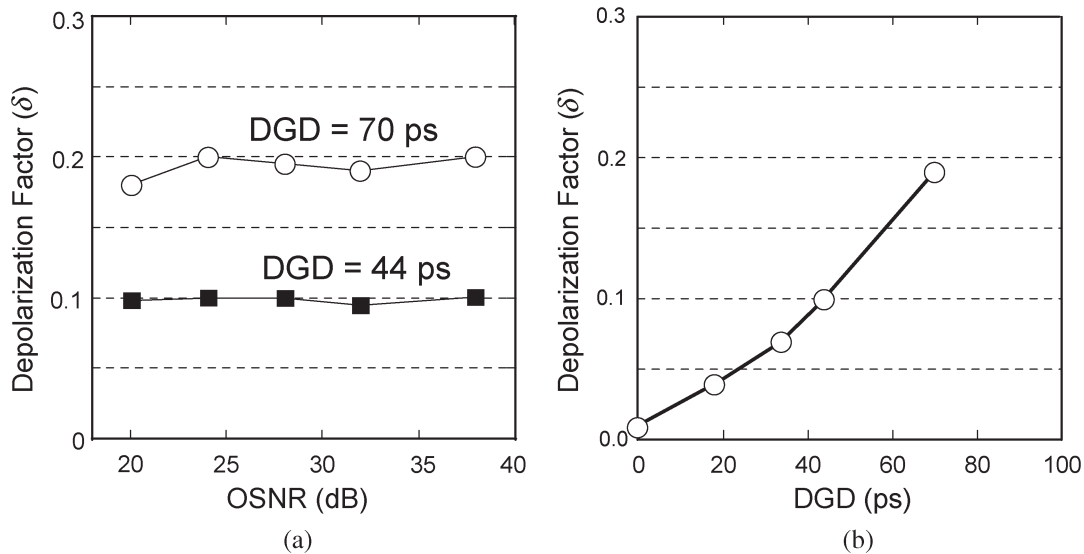 0.3
0.2
0.1
0
Depolarization Factor (δ)
DGD = 70 ps
DGD = 44 ps
20 25 30 35 40
OSNR (dB)
(a)
0.3
0.2
0.1
0.0
Depolarization Factor (δ)
0 20 40 60 80 100
DGD (ps)
(b)